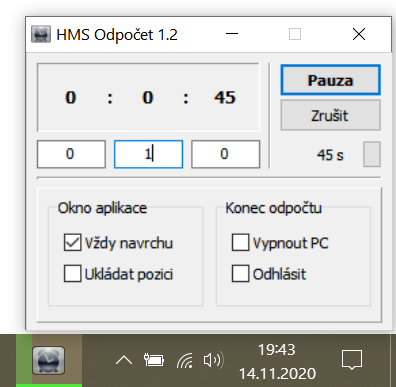 HMS Odpočet 1.2
0 : 0 : 45
Pauza
Zrušit
0 1 0
45 s
Okno aplikace
Vždy navrchu
Ukládat pozici
Konec odpočtu
Vypnout PC
Odhlásit
19:43
14.11.2020